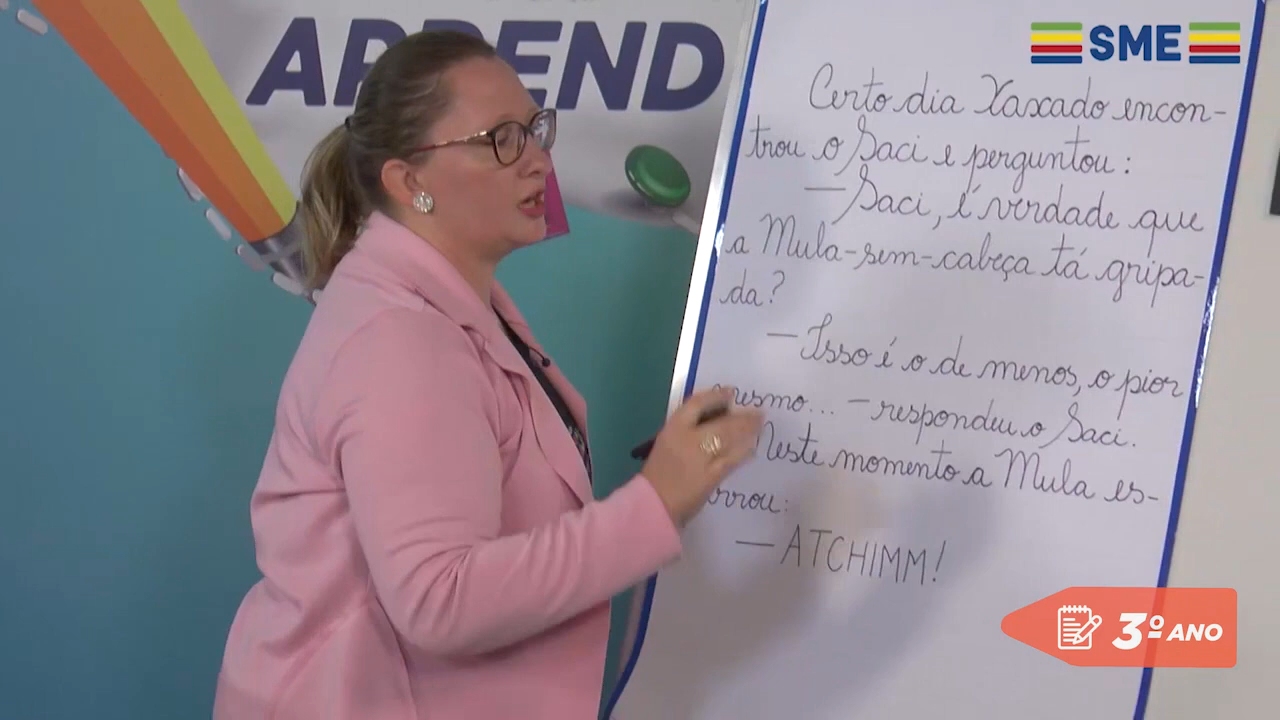 APREND
SME
Certo dia Xaxado encon-
trou o Saci e perguntou:
— Saci, é verdade que
a Mula-sem-cabeça tá gripa-
da?
— Isso é o de menos, o pior
mesmo... — respondeu o Saci.
Neste momento a Mula es-
— ATCHIMM!
3º ANO